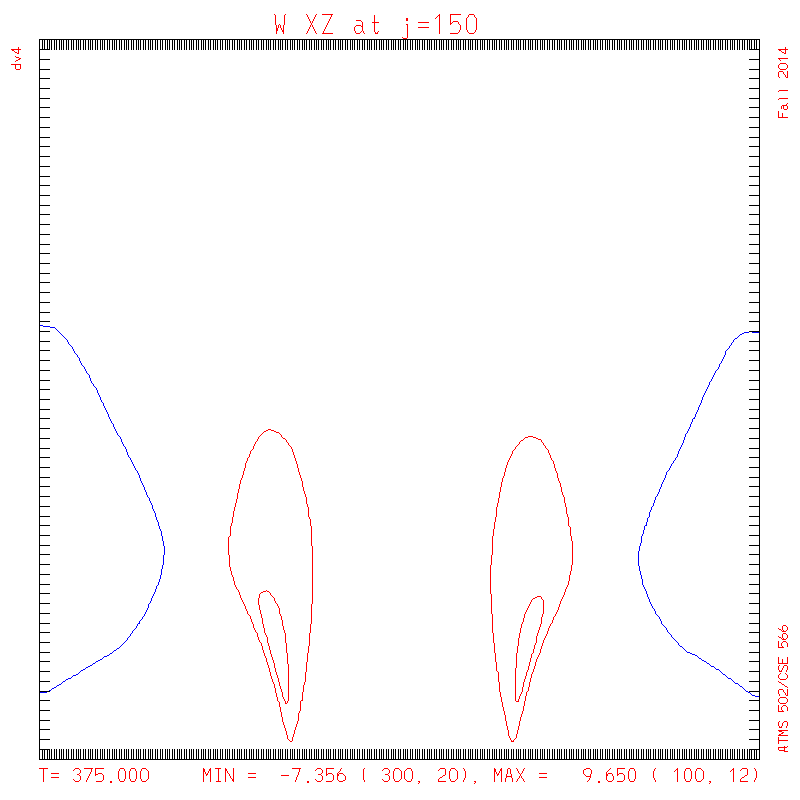 W XZ at j=150
dv4
Fall 2014
ATMS 502/CSE 566
T= 375.000 MIN = -7.356 ( 300, 20), MAX = 9.650 ( 100, 12)